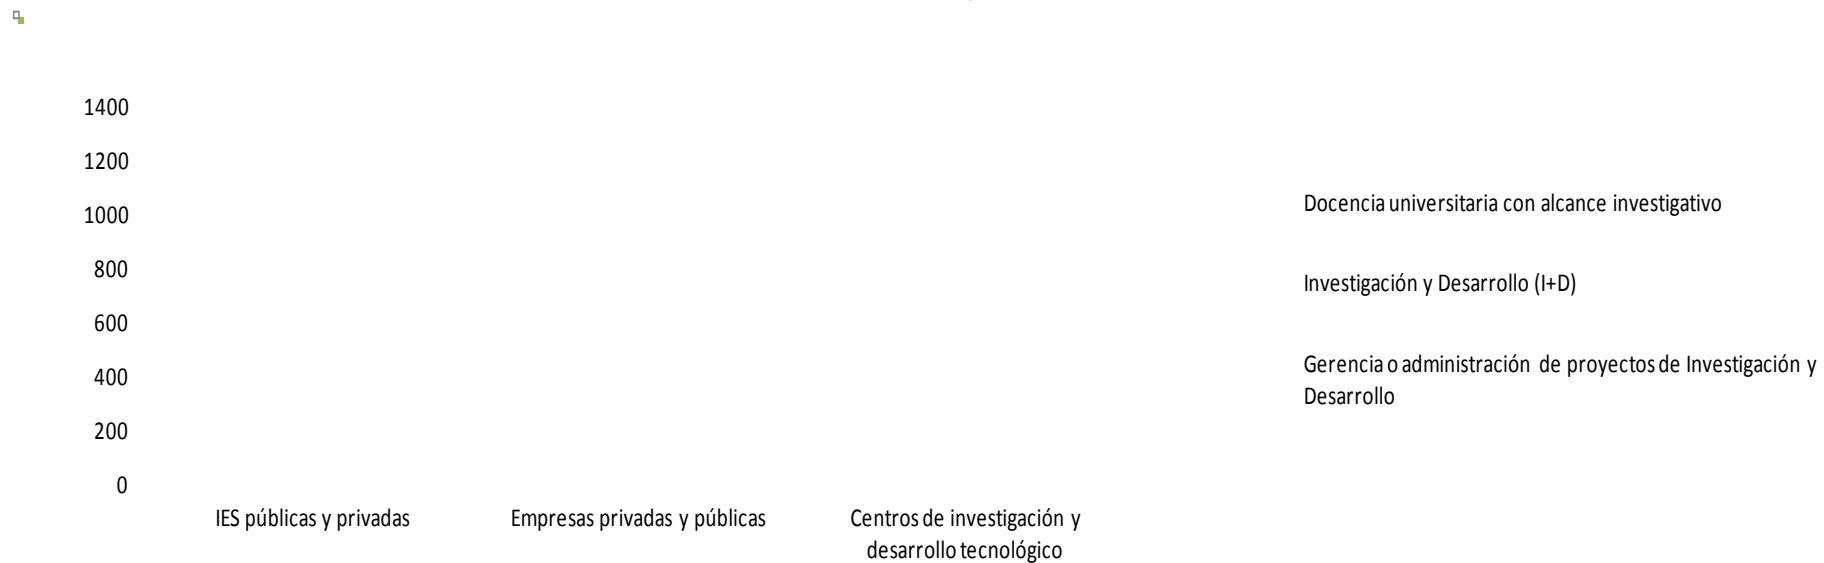 1400
1200
1000
800
600
400
200
0
IES públicas y privadas
Empresas privadas y públicas
Centros de investigación y
desarrollo tecnológico
Docencia universitaria con alcance investigativo
Investigación y Desarrollo (I+D)
Gerencia o administración de proyectos de Investigación y
Desarrollo